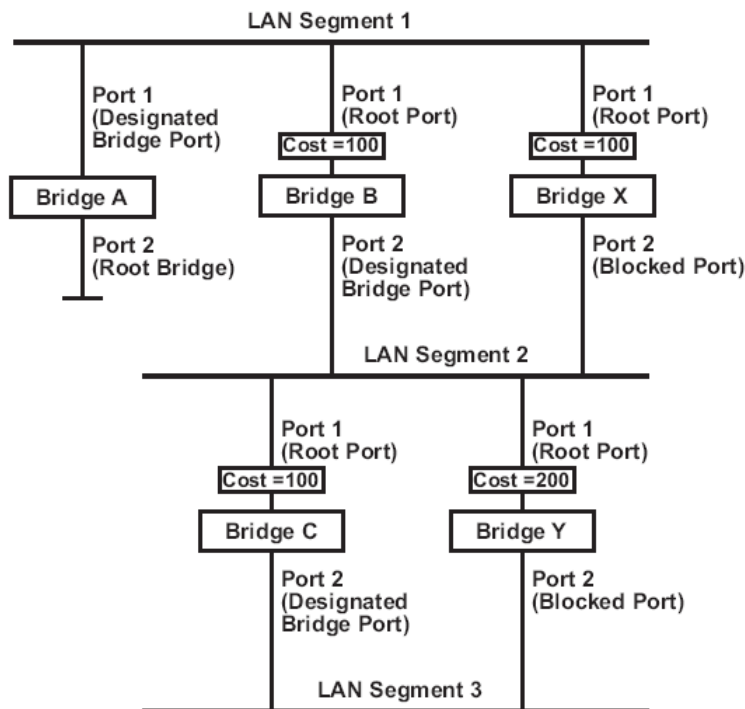 LAN Segment 1
Port 1
(Designated
Bridge Port)
Port 1
(Root Port)
Cost =100
Port 1
(Root Port)
Cost =100
Bridge A
Bridge B
Bridge X
Port 2
(Root Bridge)
Port 2
(Designated
Bridge Port)
Port 2
(Blocked Port)
LAN Segment 2
Port 1
(Root Port)
Cost =100
Port 1
(Root Port)
Cost =200
Bridge C
Bridge Y
Port 2
(Designated
Bridge Port)
Port 2
(Blocked Port)
LAN Segment 3